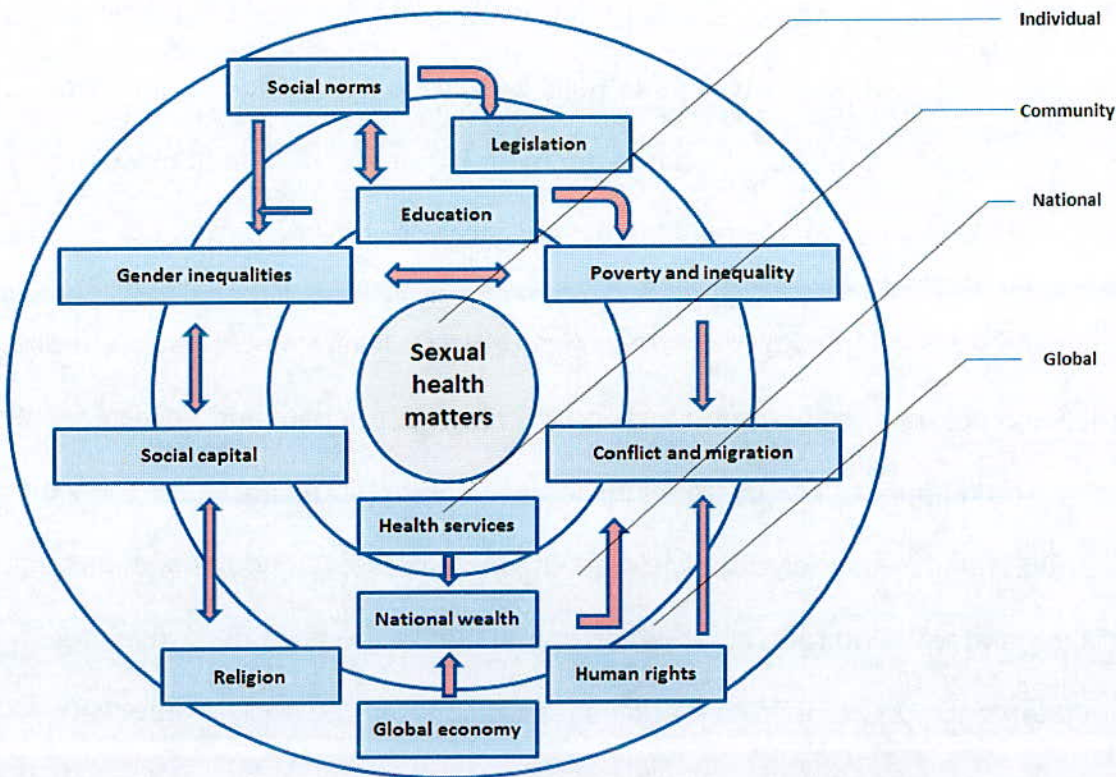 Individual
Social norms
Community
Legislation
National
Education
Gender inequalities
Poverty and inequality
Sexual
health
matters
Global
Social capital
Conflict and migration
Health services
National wealth
Religion
Human rights
Global economy